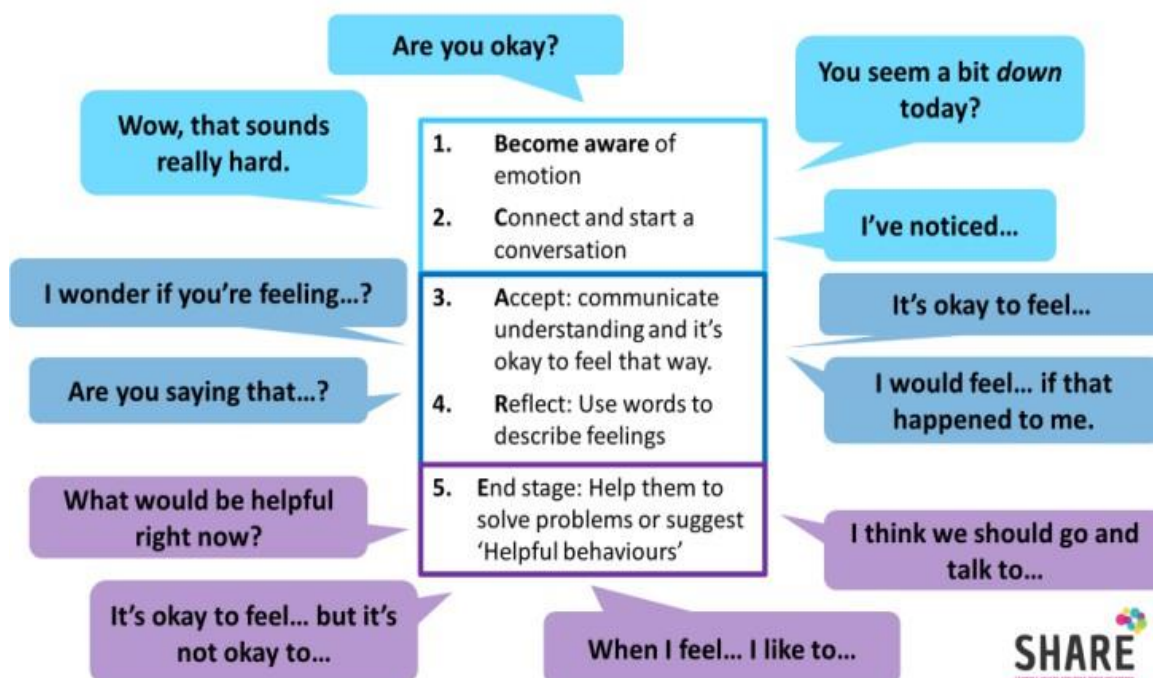 Are you okay?
You seem a bit down
today?
Wow, that sounds
really hard.
1. Become aware of
emotion
2. Connect and start a
conversation
I've noticed...
I wonder if you're feeling...?
3. Accept: communicate
understanding and it's
okay to feel that way.
It's okay to feel...
Are you saying that...?
4. Reflect: Use words to
describe feelings
I would feel... if that
happened to me.
What would be helpful
right now?
5. End stage: Help them to
solve problems or suggest
'Helpful behaviours'
I think we should go and
talk to...
It's okay to feel... but it's
not okay to...
When I feel... I like to...
SHARE